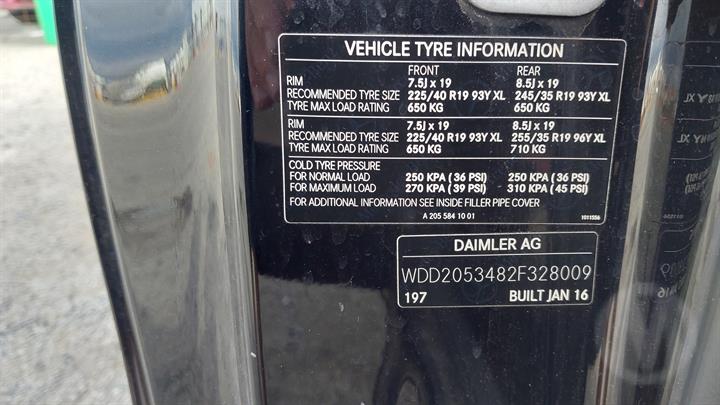 VEHICLE TYRE INFORMATION
FRONT REAR
RIM 7.5J x 19 8.5J x 19
RECOMMENDED TYRE SIZE 225/40 R19 93Y XL 245/35 R19 93Y XL
TYRE MAX LOAD RATING 650 KG 650 KG
RIM 7.5J x 19 8.5J x 19
RECOMMENDED TYRE SIZE 225/40 R19 93Y XL 255/35 R19 96Y XL
TYRE MAX LOAD RATING 650 KG 710 KG
COLD TYRE PRESSURE
FOR NORMAL LOAD 250 KPA (36 PSI) 250 KPA (36 PSI)
FOR MAXIMUM LOAD 270 KPA (39 PSI) 310 KPA (45 PSI)
FOR ADDITIONAL INFORMATION SEE INSIDE FILLER PIPE COVER
A 205 584 10 01 1011556
DAIMLER AG
WDD2053482F328009
197 BUILT JAN 16